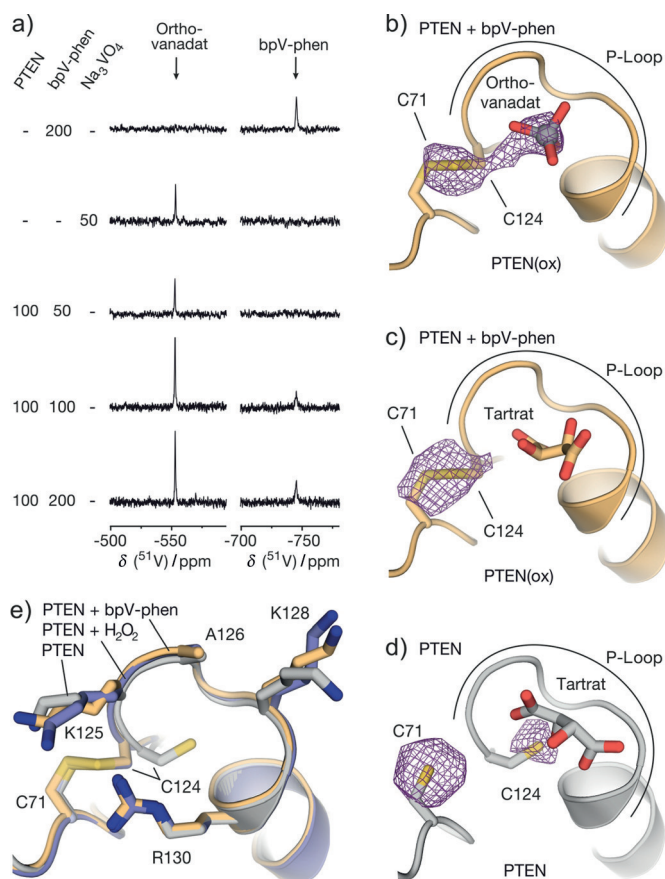 a)
Ortho-
vanadat
bpV-phen
PTEN
bpV-phen
Na₃VO₄
- 200 -
- - 50
100 50 -
100 100 -
100 200 -
-500 -550 -700 -750
δ (⁵¹V) / ppm δ (⁵¹V) / ppm
b)
PTEN + bpV-phen
P-Loop
Ortho-
vanadat
C71
C124
PTEN(ox)
c)
PTEN + bpV-phen
P-Loop
Tartrat
C71
C124
PTEN(ox)
e)
PTEN + bpV-phen
PTEN + H₂O₂
PTEN
A126
K128
K125
C124
C71
R130
d)
PTEN
P-Loop
Tartrat
C71
C124
PTEN